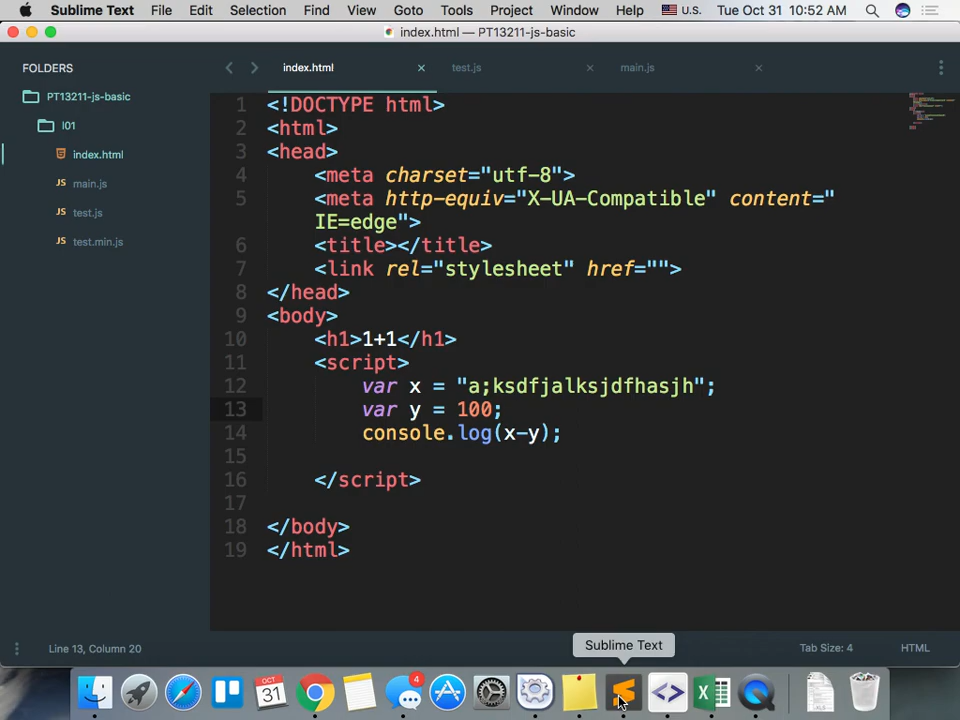 Sublime Text File Edit Selection Find View Goto Tools Project Window Help U.S. Tue Oct 31 10:52 AM
index.html — PT13211-js-basic
FOLDERS
PT13211-js-basic
l01
index.html
main.js
test.js
test.min.js
index.html test.js main.js
1 <!DOCTYPE html>
2 <html>
3 <head>
4 <meta charset="utf-8">
5 <meta http-equiv="X-UA-Compatible" content="
IE=edge">
6 <title></title>
7 <link rel="stylesheet" href="">
8 </head>
9 <body>
10 <h1>1+1</h1>
11 <script>
12 var x = "a;ksdfjalksjdfhasjh";
13 var y = 100;
14 console.log(x-y);
15
16 </script>
17
18 </body>
19 </html>
Line 13, Column 20 Tab Size: 4 HTML
Sublime Text
OCT
31
4